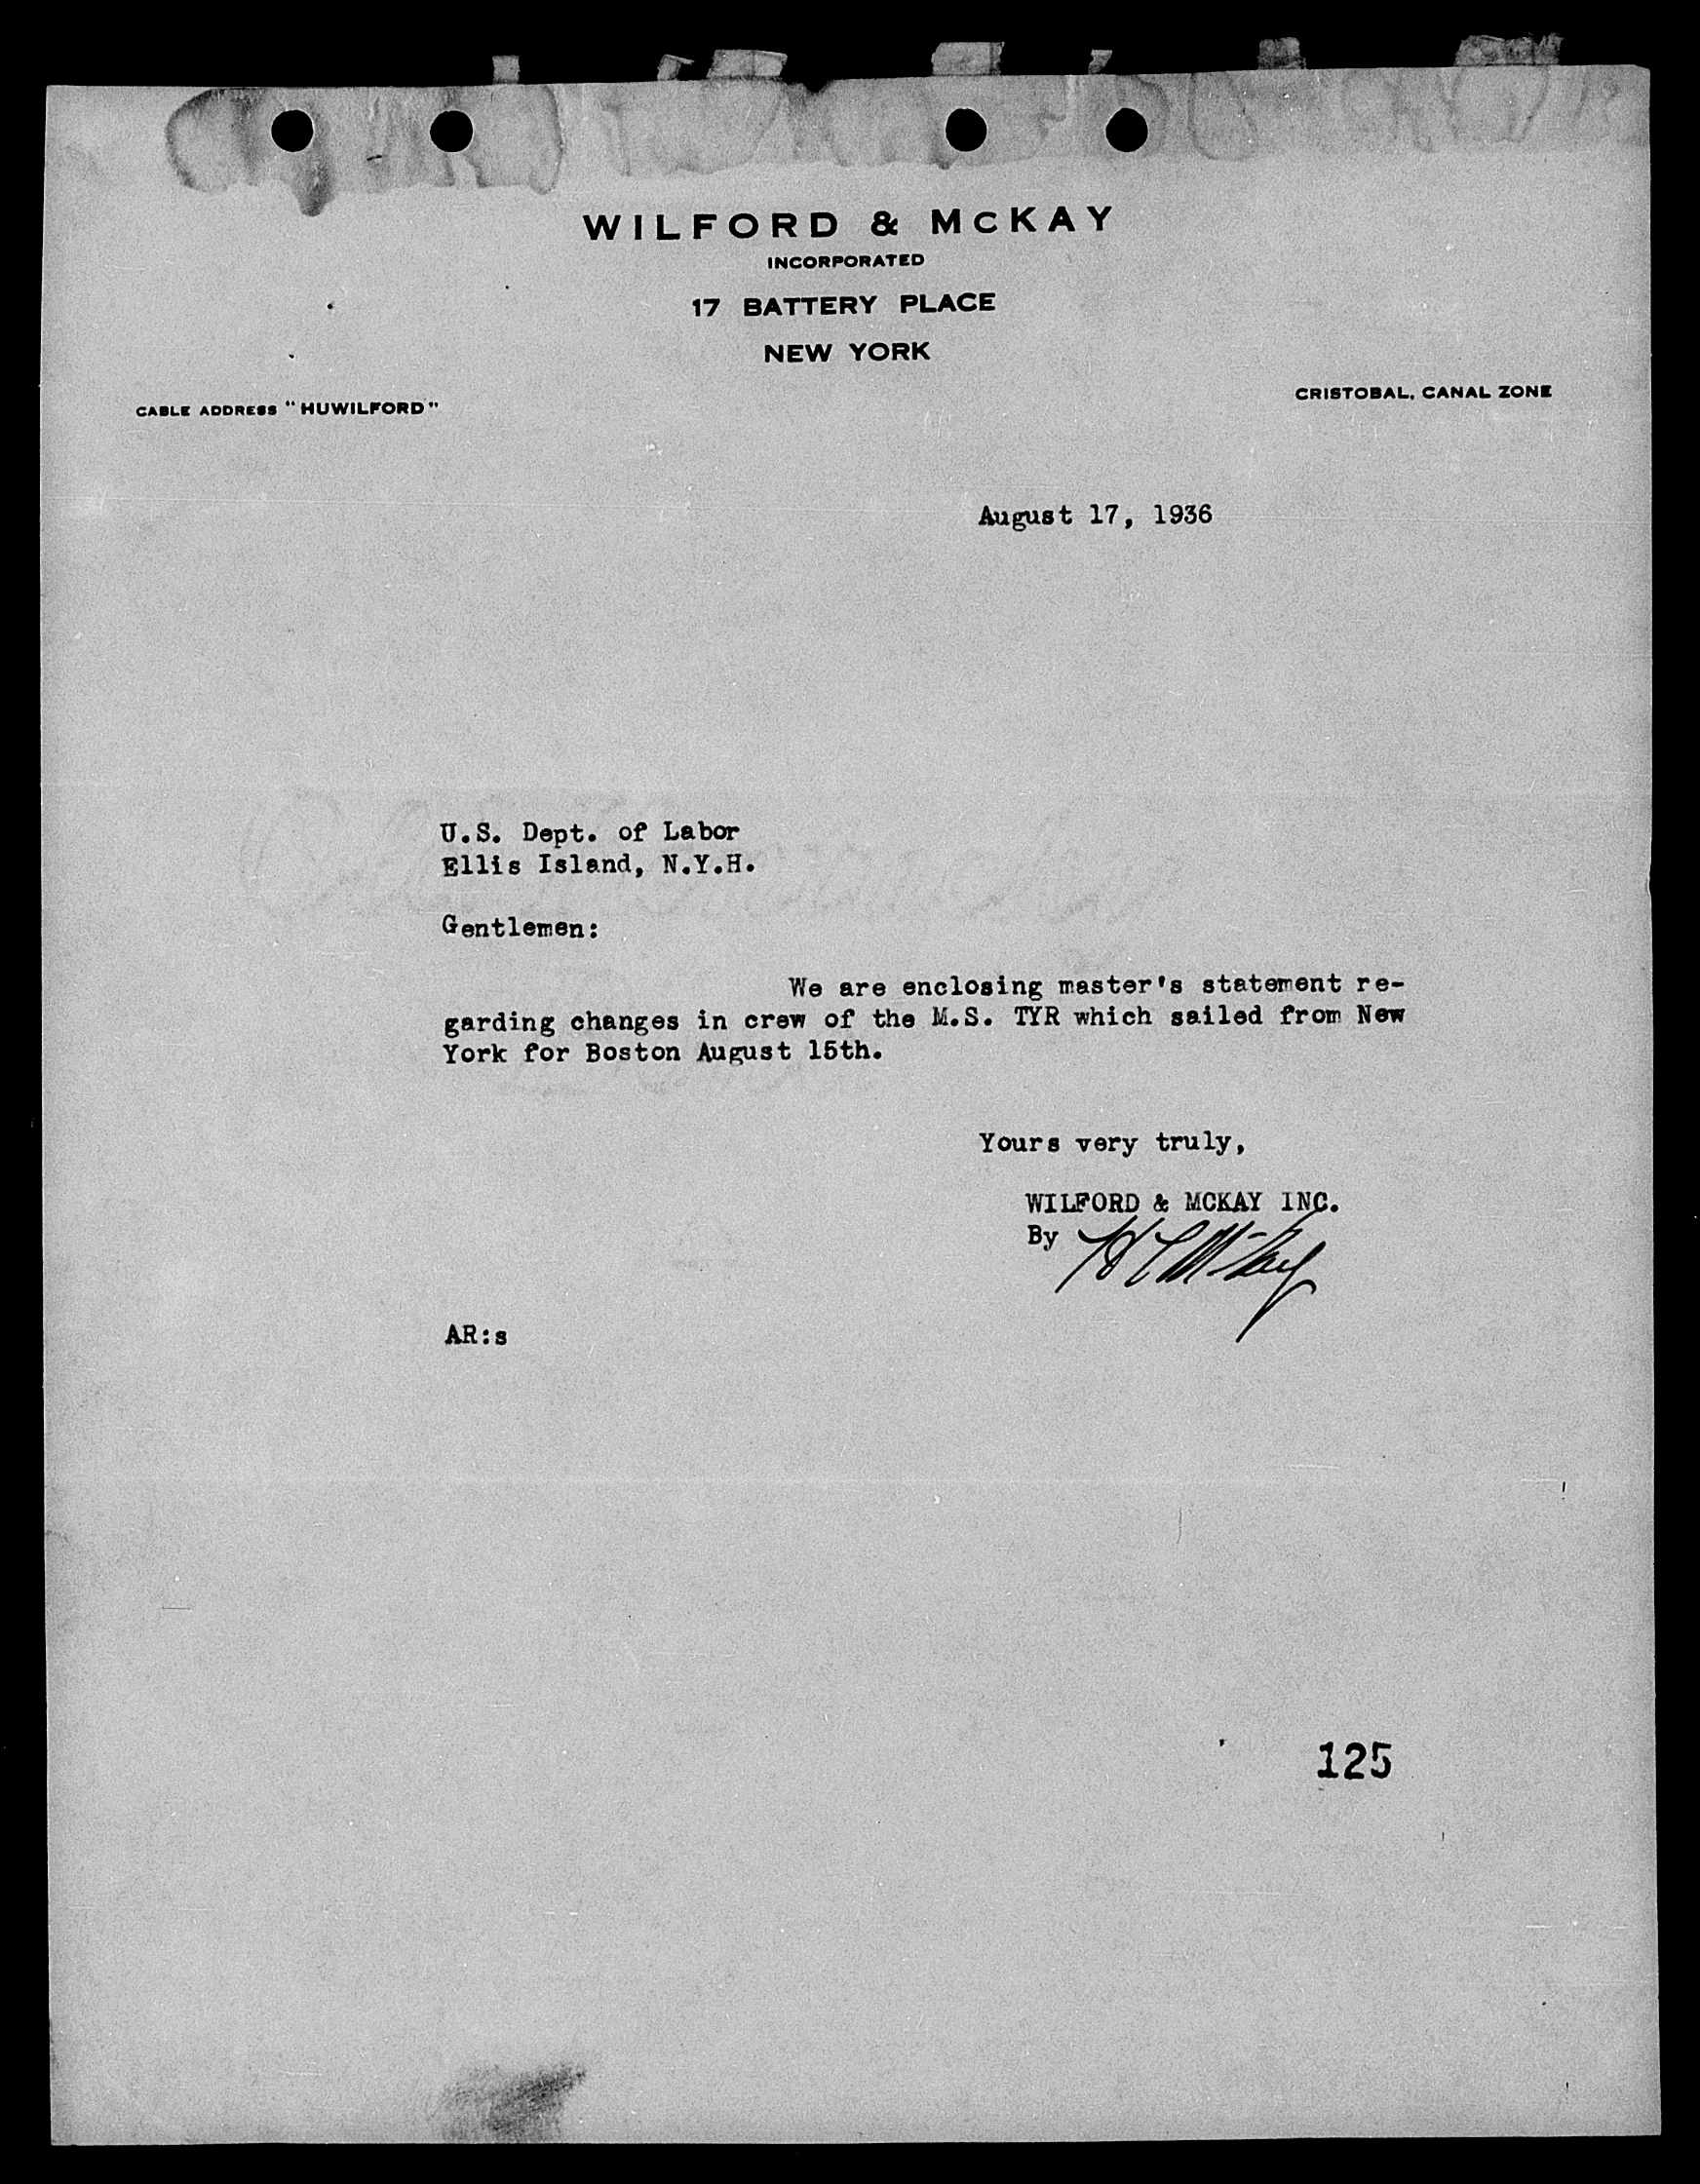 WILFORD & McKAY
INCORPORATED
17 BATTERY PLACE
NEW YORK
CABLE ADDRESS "HUWILFORD"
CRISTOBAL, CANAL ZONE
August 17, 1936
U.S. Dept. of Labor
Ellis Island, N.Y.H.
Gentlemen:
We are enclosing master's statement re-
garding changes in crew of the M.S. TYR which sailed from New
York for Boston August 15th.
Yours very truly,
WILFORD & MCKAY INC.
By H L McKay
AR:s
125